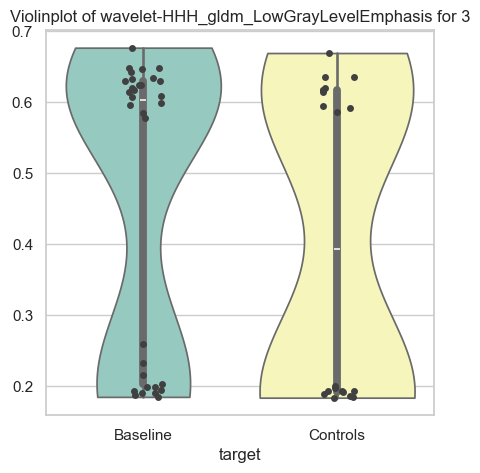 Violinplot of wavelet-HHH_gldm_LowGrayLevelEmphasis for 3
0.7
0.6
0.5
0.4
0.3
0.2
Baseline
Controls
target